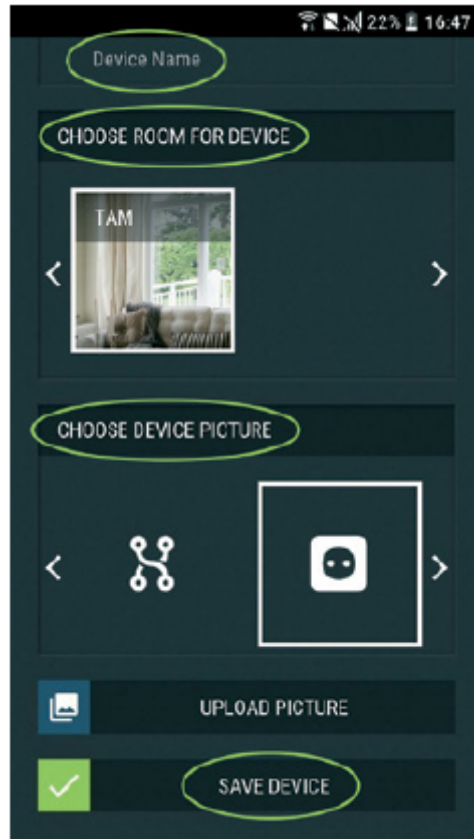 22% 16:47
Device Name
CHOOSE ROOM FOR DEVICE
TAM
CHOOSE DEVICE PICTURE
UPLOAD PICTURE
SAVE DEVICE